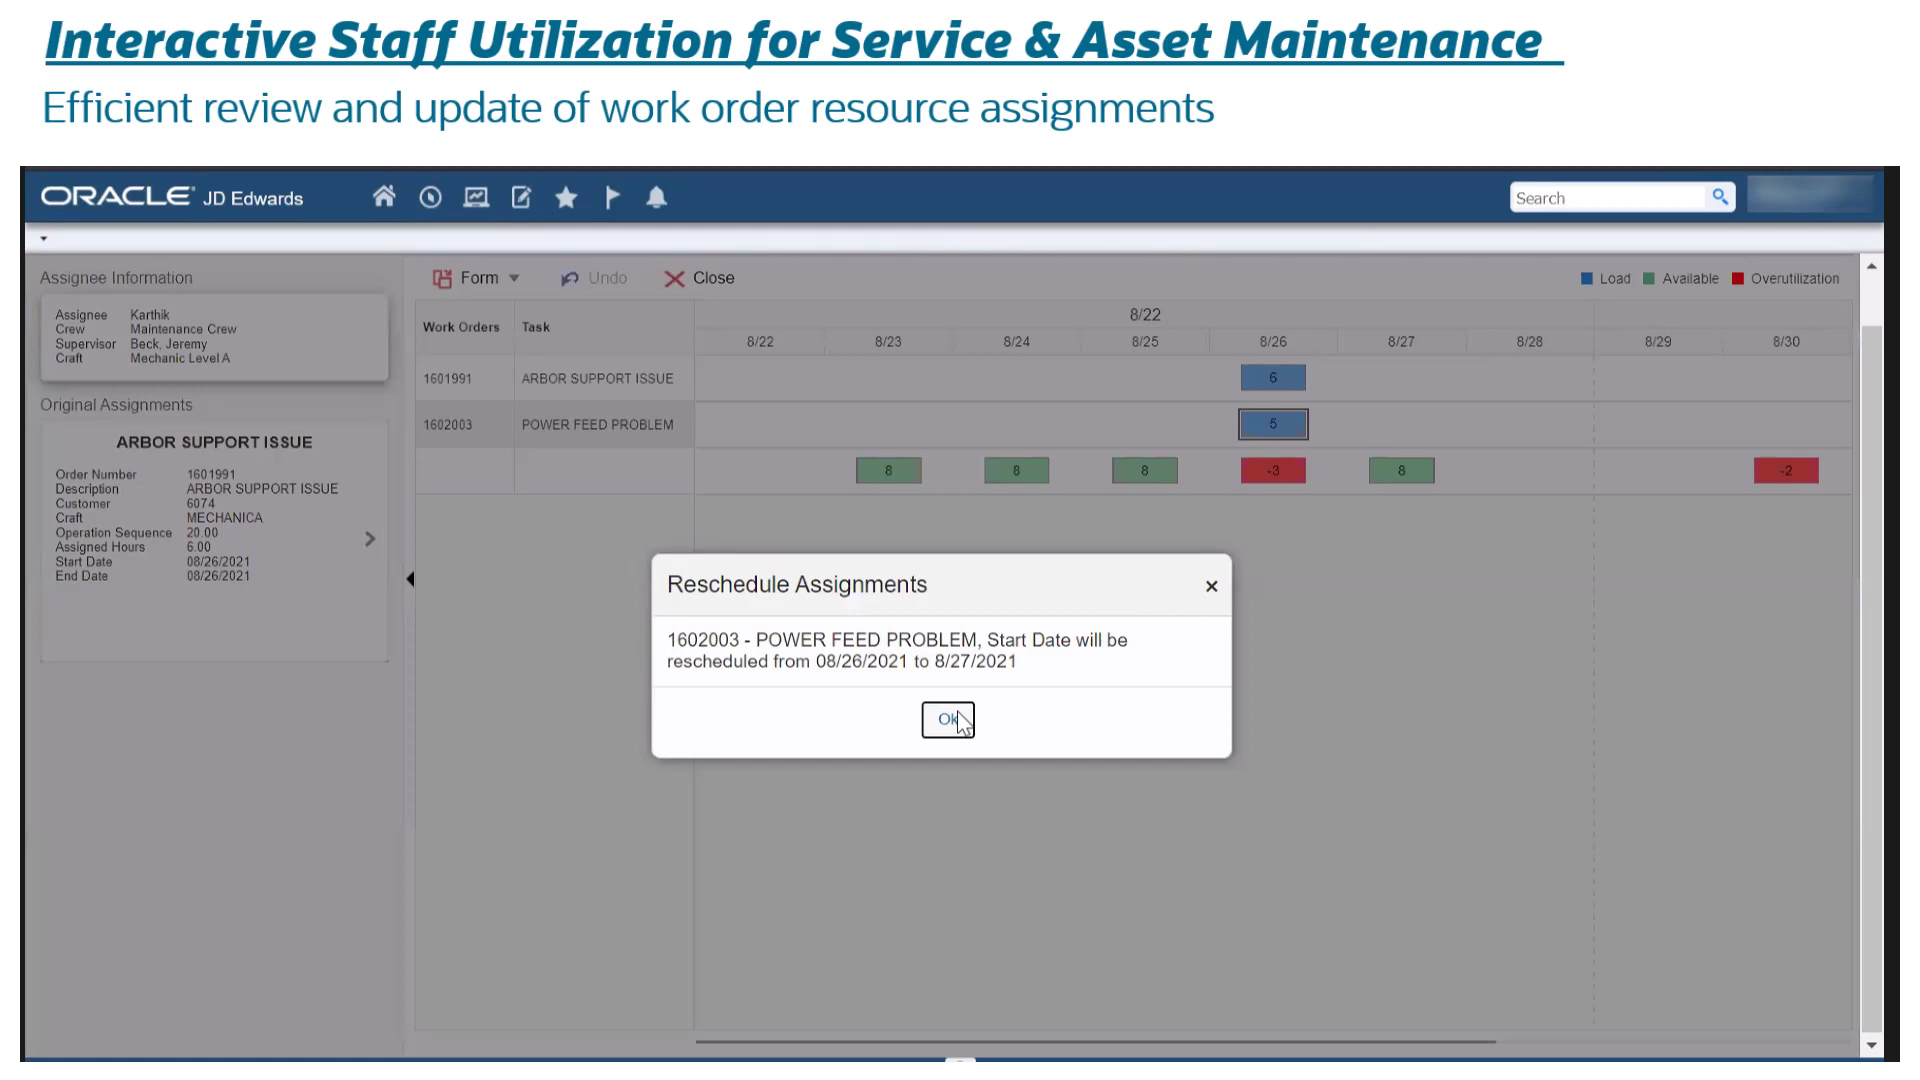 Interactive Staff Utilization for Service & Asset Maintenance
Efficient review and update of work order resource assignments
ORACLE JD Edwards
Search
Assignee Information
Assignee Karthik
Crew Maintenance Crew
Supervisor Beck, Jeremy
Craft Mechanic Level A
Original Assignments
ARBOR SUPPORT ISSUE
Order Number 1601991
Description ARBOR SUPPORT ISSUE
Customer 6074
Craft MECHANICA
Operation Sequence 20.00
Assigned Hours 6.00
Start Date 08/26/2021
End Date 08/26/2021
Form Undo Close
Load Available Overutilization
Work Orders Task
8/22
8/22 8/23 8/24 8/25 8/26 8/27 8/28 8/29 8/30
1601991 ARBOR SUPPORT ISSUE 6
1602003 POWER FEED PROBLEM 5
8 8 8 -3 8 -2
Reschedule Assignments
1602003 - POWER FEED PROBLEM, Start Date will be
rescheduled from 08/26/2021 to 8/27/2021
Ok